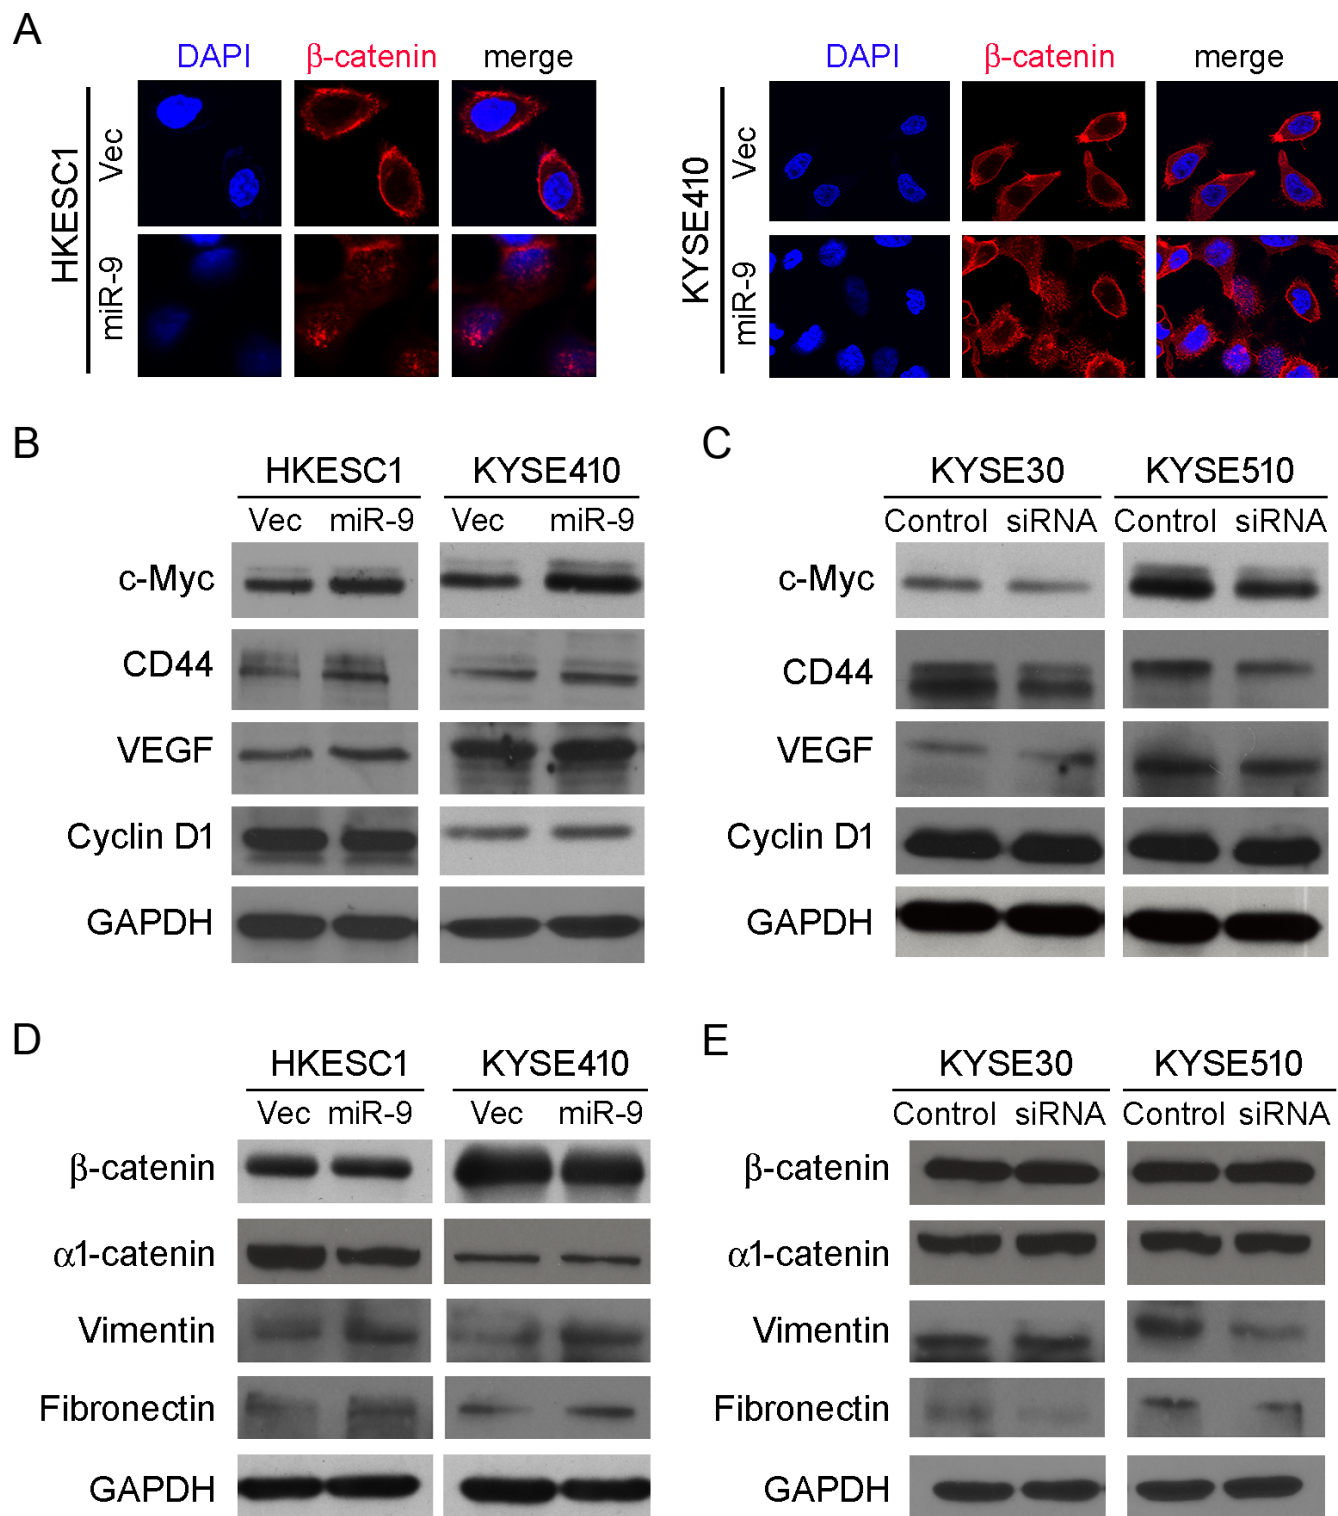 A
DAPI β-catenin merge
HKESC1
Vec
miR-9
DAPI β-catenin merge
KYSE410
Vec
miR-9
B
HKESC1 KYSE410
Vec miR-9 Vec miR-9
c-Myc
CD44
VEGF
Cyclin D1
GAPDH
C
KYSE30 KYSE510
Control siRNA Control siRNA
c-Myc
CD44
VEGF
Cyclin D1
GAPDH
D
HKESC1 KYSE410
Vec miR-9 Vec miR-9
β-catenin
α1-catenin
Vimentin
Fibronectin
GAPDH
E
KYSE30 KYSE510
Control siRNA Control siRNA
β-catenin
α1-catenin
Vimentin
Fibronectin
GAPDH